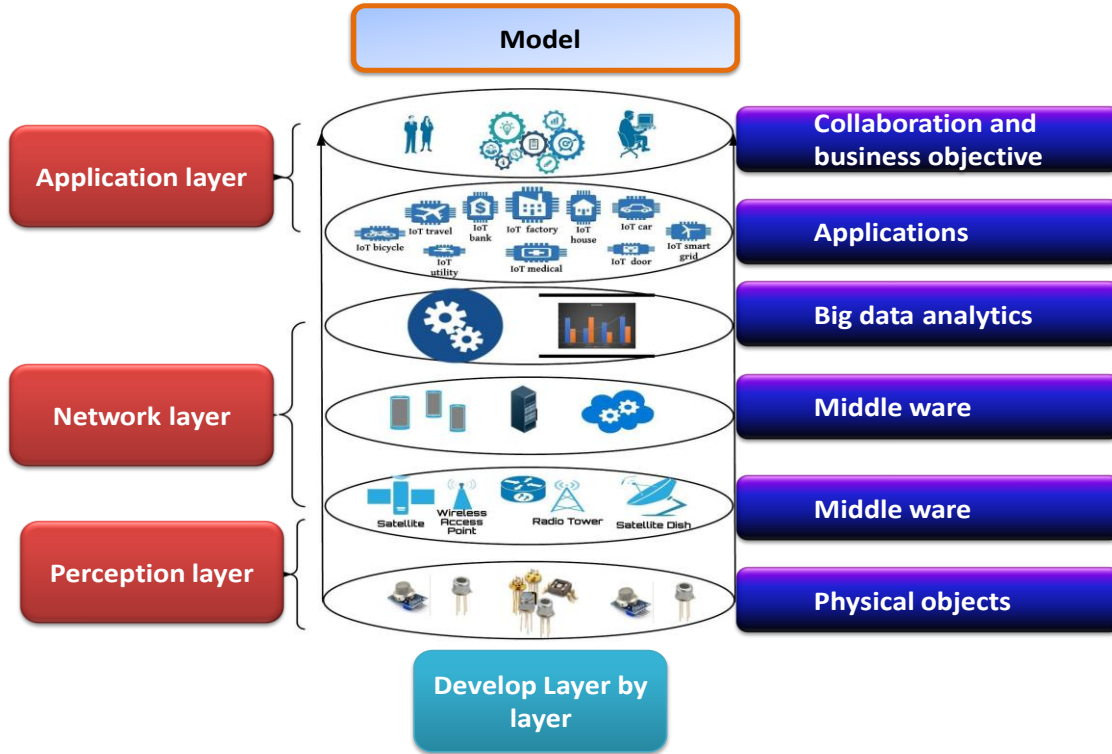 Model
Application layer
Collaboration and
business objective
IoT travel
IoT
bank
IoT factory
IoT
house
IoT car
IoT bicycle
IoT
utility
IoT medical
IoT door
IoT smart
grid
Applications
Big data analytics
Network layer
Middle ware
Satellite
Wireless
Access
Point
Radio Tower
Satellite Dish
Middle ware
Perception layer
Physical objects
Develop Layer by
layer